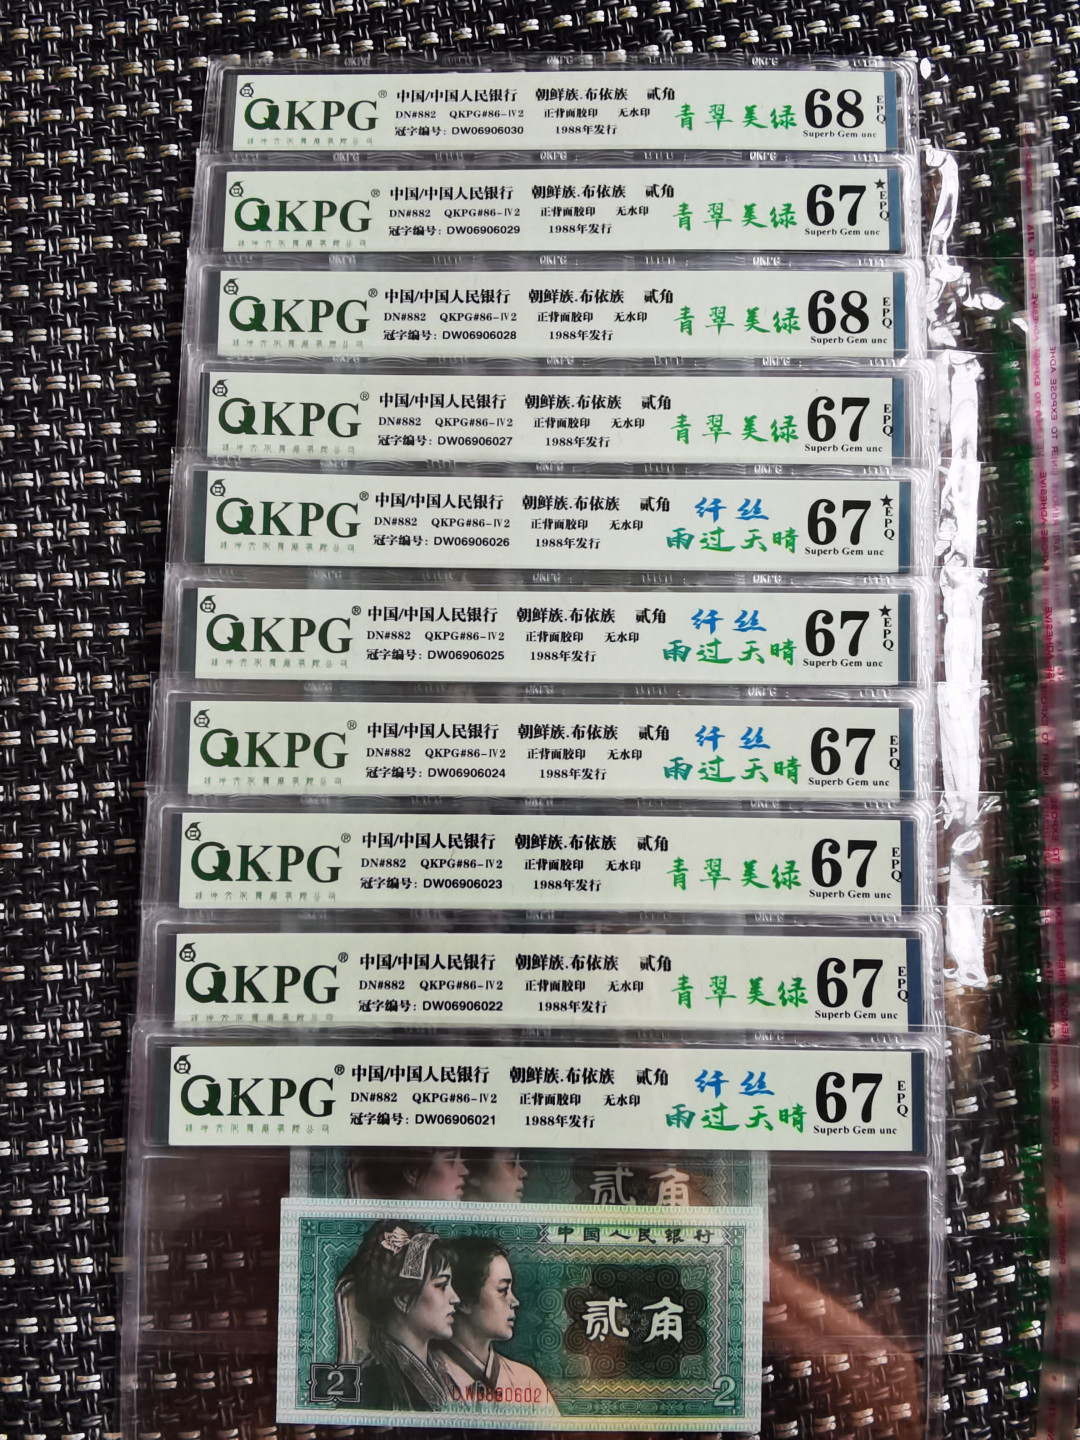 QKPG® 中国/中国人民银行 朝鲜族.布依族 贰角
DN#882 QKPG#86-IV2 正背面胶印 无水印
冠字编号: DW06906030 1988年发行
青翠美绿 68 EPQ
Superb Gem unc
QKPG® 中国/中国人民银行 朝鲜族.布依族 贰角
DN#882 QKPG#86-IV2 正背面胶印 无水印
冠字编号: DW06906029 1988年发行
青翠美绿 67 ★EPQ
Superb Gem unc
QKPG® 中国/中国人民银行 朝鲜族.布依族 贰角
DN#882 QKPG#86-IV2 正背面胶印 无水印
冠字编号: DW06906028 1988年发行
青翠美绿 68 EPQ
Superb Gem unc
QKPG® 中国/中国人民银行 朝鲜族.布依族 贰角
DN#882 QKPG#86-IV2 正背面胶印 无水印
冠字编号: DW06906027 1988年发行
青翠美绿 67 EPQ
Superb Gem unc
QKPG® 中国/中国人民银行 朝鲜族.布依族 贰角
DN#882 QKPG#86-IV2 正背面胶印 无水印
冠字编号: DW06906026 1988年发行
纤丝
雨过天晴 67 ★EPQ
Superb Gem unc
QKPG® 中国/中国人民银行 朝鲜族.布依族 贰角
DN#882 QKPG#86-IV2 正背面胶印 无水印
冠字编号: DW06906025 1988年发行
纤丝
雨过天晴 67 ★EPQ
Superb Gem unc
QKPG® 中国/中国人民银行 朝鲜族.布依族 贰角
DN#882 QKPG#86-IV2 正背面胶印 无水印
冠字编号: DW06906024 1988年发行
纤丝
雨过天晴 67 EPQ
Superb Gem unc
QKPG® 中国/中国人民银行 朝鲜族.布依族 贰角
DN#882 QKPG#86-IV2 正背面胶印 无水印
冠字编号: DW06906023 1988年发行
青翠美绿 67 EPQ
Superb Gem unc
QKPG® 中国/中国人民银行 朝鲜族.布依族 贰角
DN#882 QKPG#86-IV2 正背面胶印 无水印
冠字编号: DW06906022 1988年发行
青翠美绿 67 EPQ
Superb Gem unc
QKPG® 中国/中国人民银行 朝鲜族.布依族 贰角
DN#882 QKPG#86-IV2 正背面胶印 无水印
冠字编号: DW06906021 1988年发行
纤丝
雨过天晴 67 EPQ
Superb Gem unc
贰角
中国人民银行
贰角
2
DW06906021
2